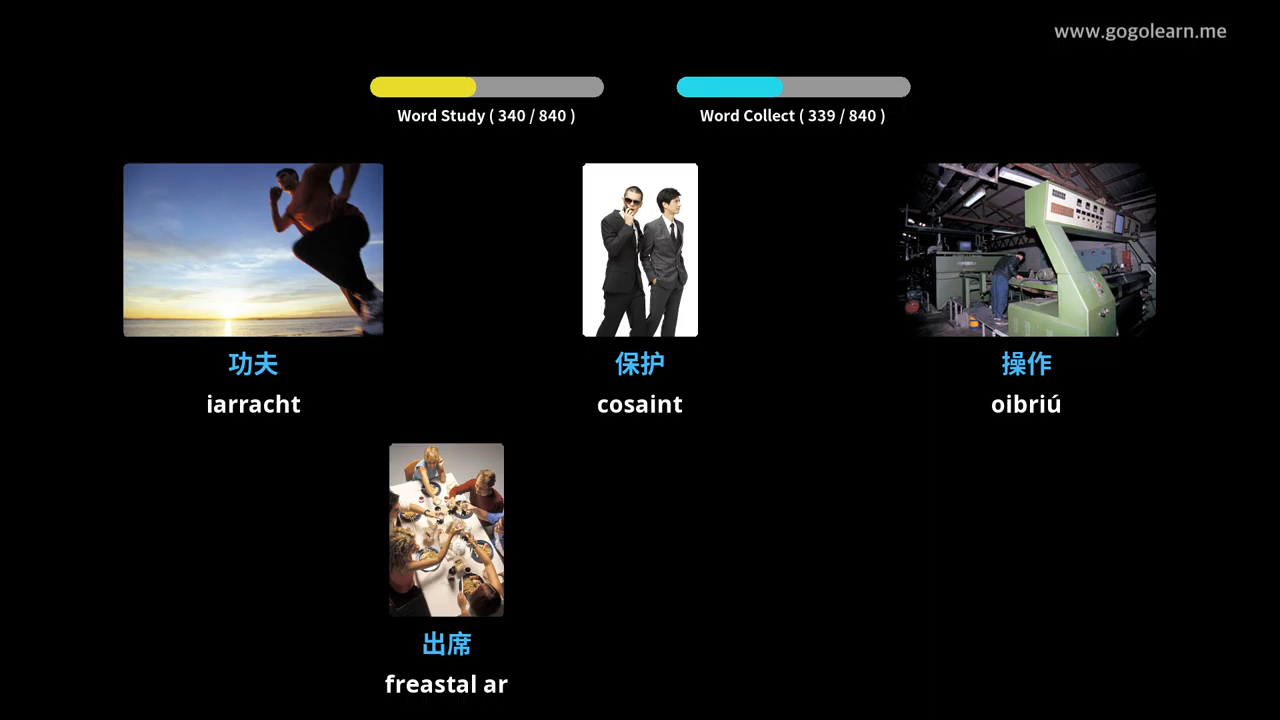 www.gogolearn.me
Word Study ( 340 / 840 )
Word Collect ( 339 / 840 )
功夫
保护
操作
iarracht
cosaint
oibriú
出席
freastal ar